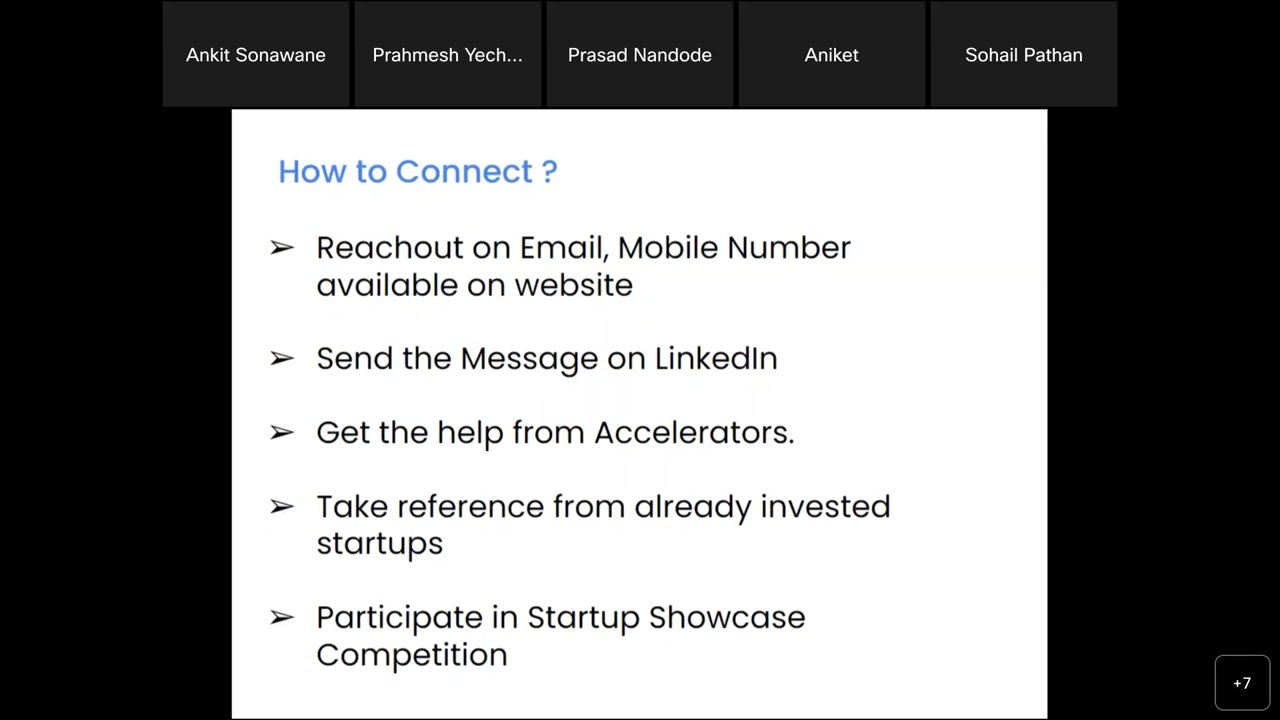 Ankit Sonawane
Prahmesh Yech...
Prasad Nandode
Aniket
Sohail Pathan
How to Connect ?
➢ Reachout on Email, Mobile Number
available on website
➢ Send the Message on LinkedIn
➢ Get the help from Accelerators.
➢ Take reference from already invested
startups
➢ Participate in Startup Showcase
Competition
+7